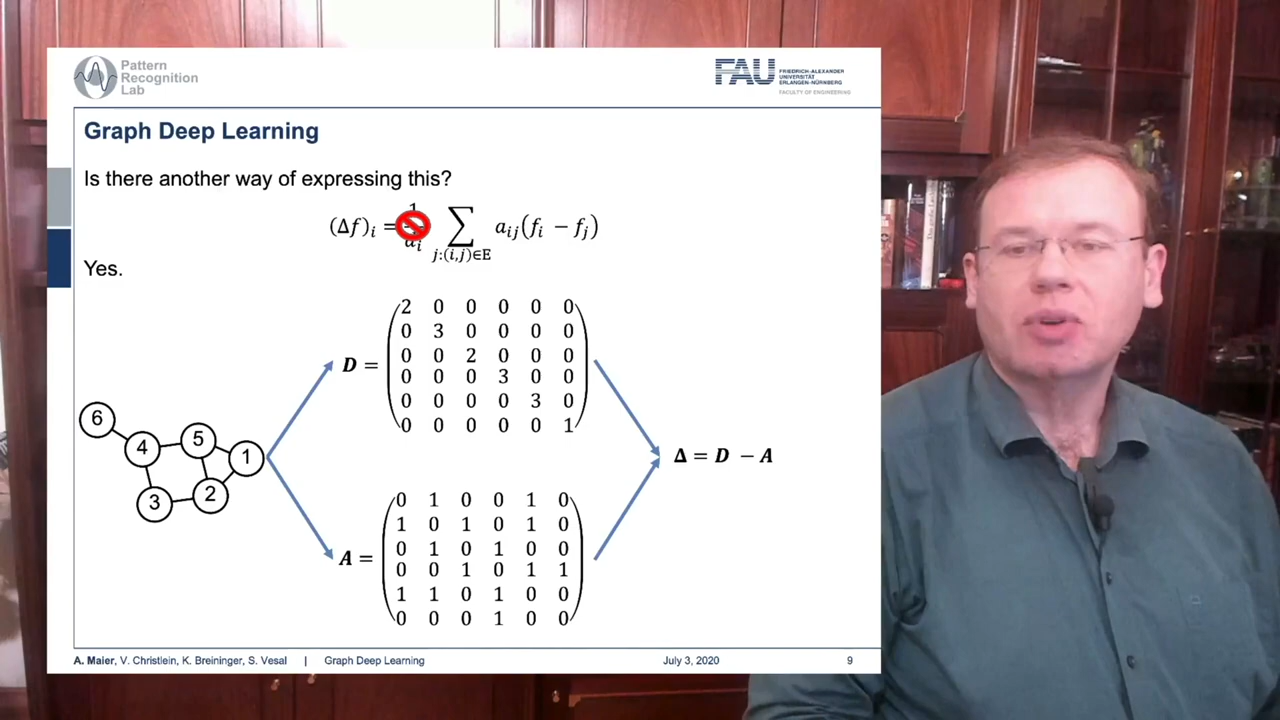 Pattern
Recognition
Lab
FAU
FRIEDRICH-ALEXANDER
UNIVERSITÄT
ERLANGEN-NÜRNBERG
FACULTY OF ENGINEERING
Graph Deep Learning
Is there another way of expressing this?
(Δf)ᵢ = 1/aᵢ ∑ j:(i,j)∈E aᵢⱼ(fᵢ − fⱼ)
Yes.
D =
2 0 0 0 0 0
0 3 0 0 0 0
0 0 2 0 0 0
0 0 0 3 0 0
0 0 0 0 3 0
0 0 0 0 0 1
6
4
5
1
3
2
Δ = D − A
A =
0 1 0 0 1 0
1 0 1 0 1 0
0 1 0 1 0 0
0 0 1 0 1 1
1 1 0 1 0 0
0 0 0 1 0 0
A. Maier, V. Christlein, K. Breininger, S. Vesal | Graph Deep Learning July 3, 2020 9